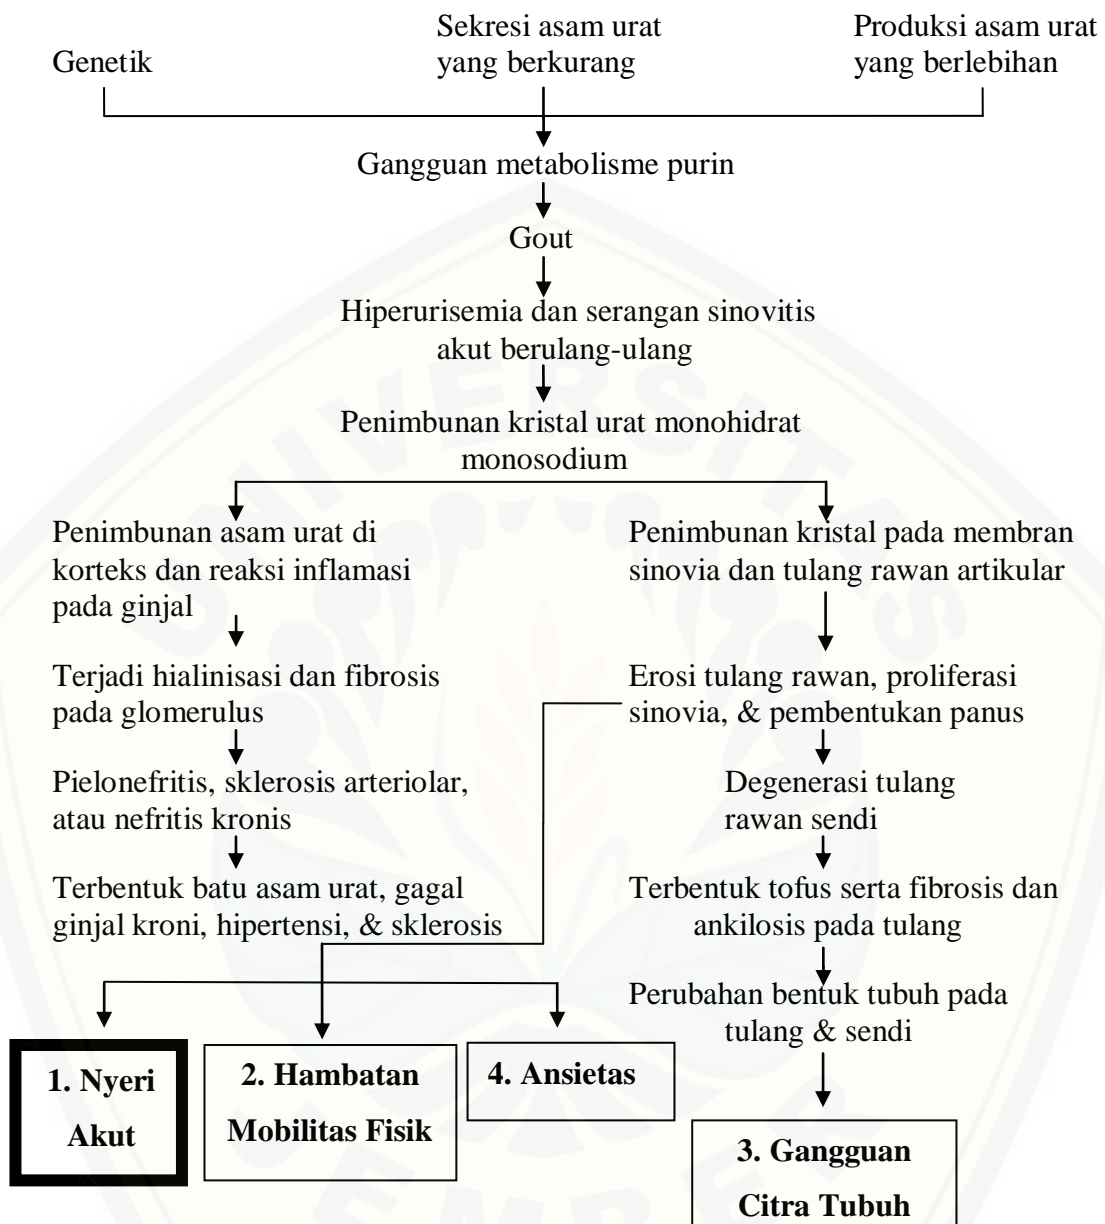 Genetik
Sekresi asam urat
yang berkurang
Produksi asam urat
yang berlebihan
Gangguan metabolisme purin
Gout
Hiperurisemia dan serangan sinovitis
akut berulang-ulang
Penimbunan kristal urat monohidrat
monosodium
Penimbunan asam urat di
korteks dan reaksi inflamasi
pada ginjal
Penimbunan kristal pada membran
sinovia dan tulang rawan artikular
Terjadi hialinisasi dan fibrosis
pada glomerulus
Erosi tulang rawan, proliferasi
sinovia, & pembentukan panus
Pielonefritis, sklerosis arteriolar,
atau nefritis kronis
Degenerasi tulang
rawan sendi
Terbentuk batu asam urat, gagal
ginjal kroni, hipertensi, & sklerosis
Terbentuk tofus serta fibrosis dan
ankilosis pada tulang
Perubahan bentuk tubuh pada
tulang & sendi
1. Nyeri
Akut
2. Hambatan
Mobilitas Fisik
4. Ansietas
3. Gangguan
Citra Tubuh
UNIVERSITAS